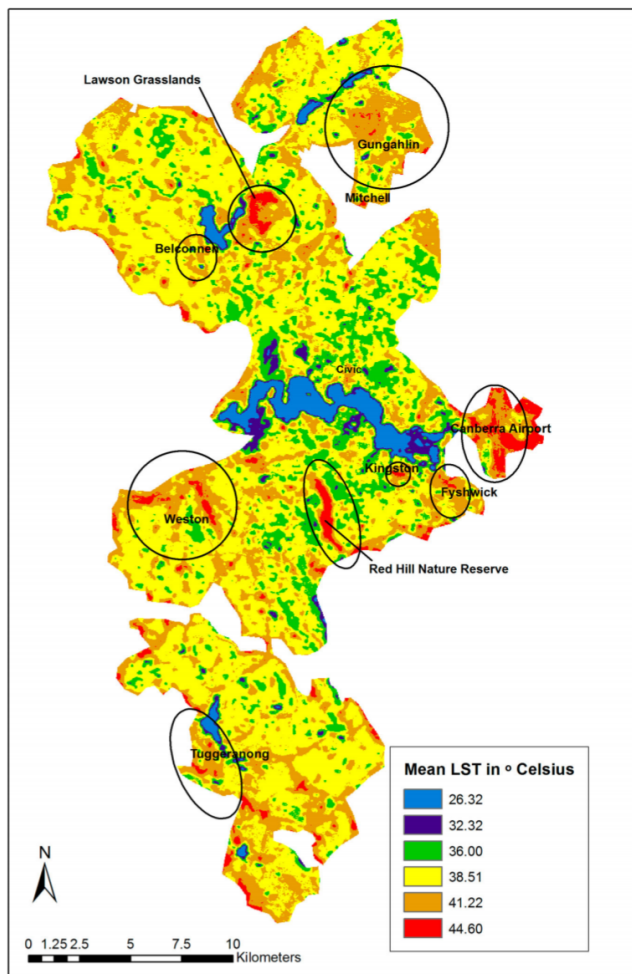 Lawson Grasslands
Gungahlin
Mitchell
Belconnen
Civic
Canberra Airport
Kingston
Fyshwick
Weston
Red Hill Nature Reserve
Tuggeranong
Mean LST in ° Celsius
26.32
32.32
36.00
38.51
41.22
44.60
N
0 1.25 2.5 5 7.5 10
Kilometers